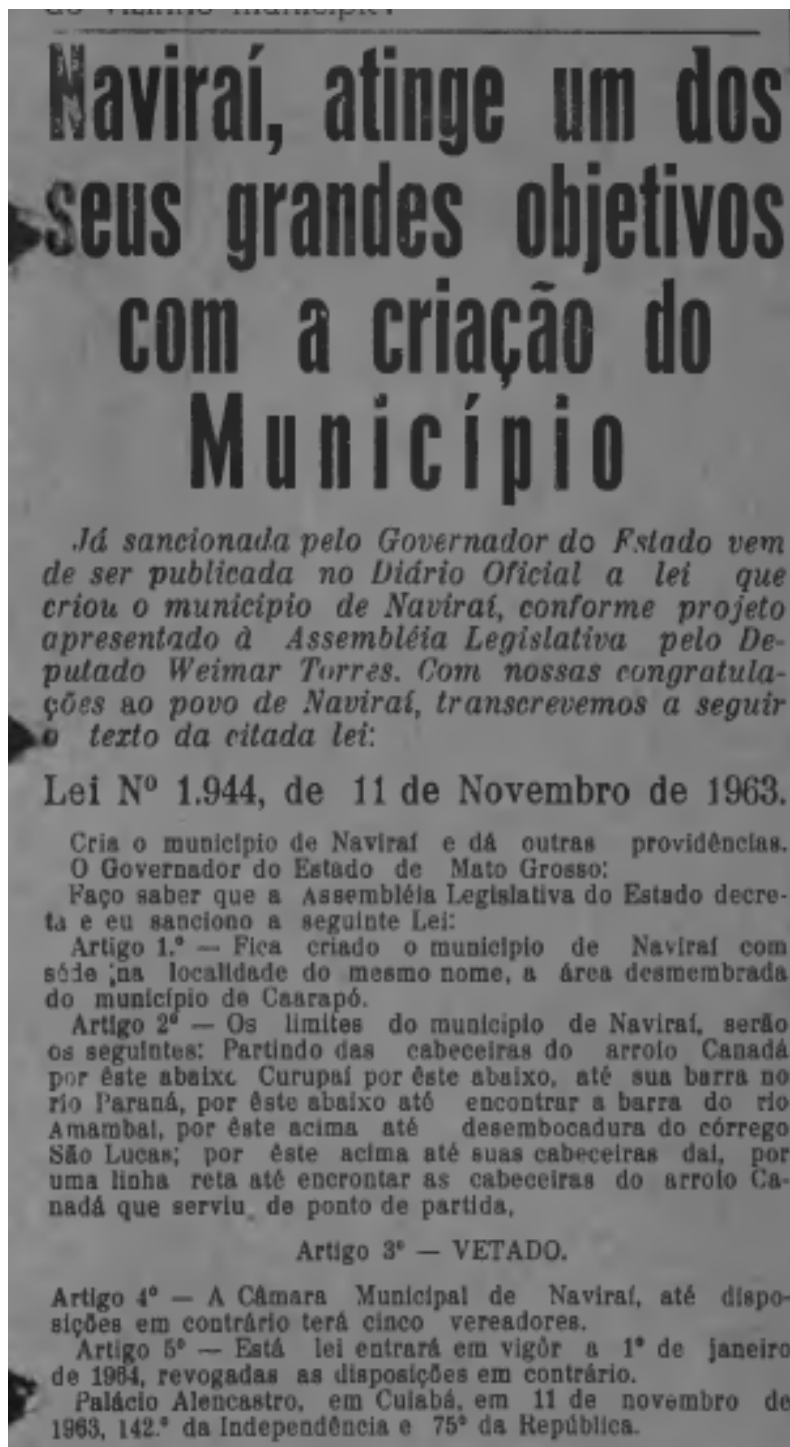 Naviraí, atinge um dos
seus grandes objetivos
com a criação do
Município
Já sancionada pelo Governador do Estado vem
de ser publicada no Diário Oficial a lei que
criou o município de Naviraí, conforme projeto
apresentado à Assembléia Legislativa pelo De-
putado Weimar Torres. Com nossas congratula-
ções ao povo de Naviraí, transcrevemos a seguir
o texto da citada lei:
Lei Nº 1.944, de 11 de Novembro de 1963.
Cria o município de Naviraí e dá outras providências.
O Governador do Estado de Mato Grosso:
Faço saber que a Assembléia Legislativa do Estado decre-
ta e eu sanciono a seguinte Lei:
Artigo 1.º — Fica criado o município de Naviraí com
séde na localidade do mesmo nome, a área desmembrada
do município de Caarapó.
Artigo 2º — Os limites do municipio de Naviraí, serão
os seguintes: Partindo das cabeceiras do arroio Canadá
por êste abaixo Curupaí por êste abaixo, até sua barra no
rio Paraná, por êste abaixo até encontrar a barra do rio
Amambai, por êste acima até desembocadura do córrego
São Lucas; por éste acima até suas cabeceiras dai, por
uma linha reta até encrontar as cabeceiras do arroio Ca-
nadá que serviu de ponto de partida,
Artigo 3º — VETADO.
Artigo 4º — A Câmara Municipal de Naviraí, até dispo-
sições em contrário terá cinco vereadores.
Artigo 5º — Está lei entrará em vigôr a 1º de janeiro
de 1964, revogadas as disposições em contrário.
Palácio Alencastro, em Cuiabá, em 11 de novembro de
1963, 142.º da Independência e 75º da República.